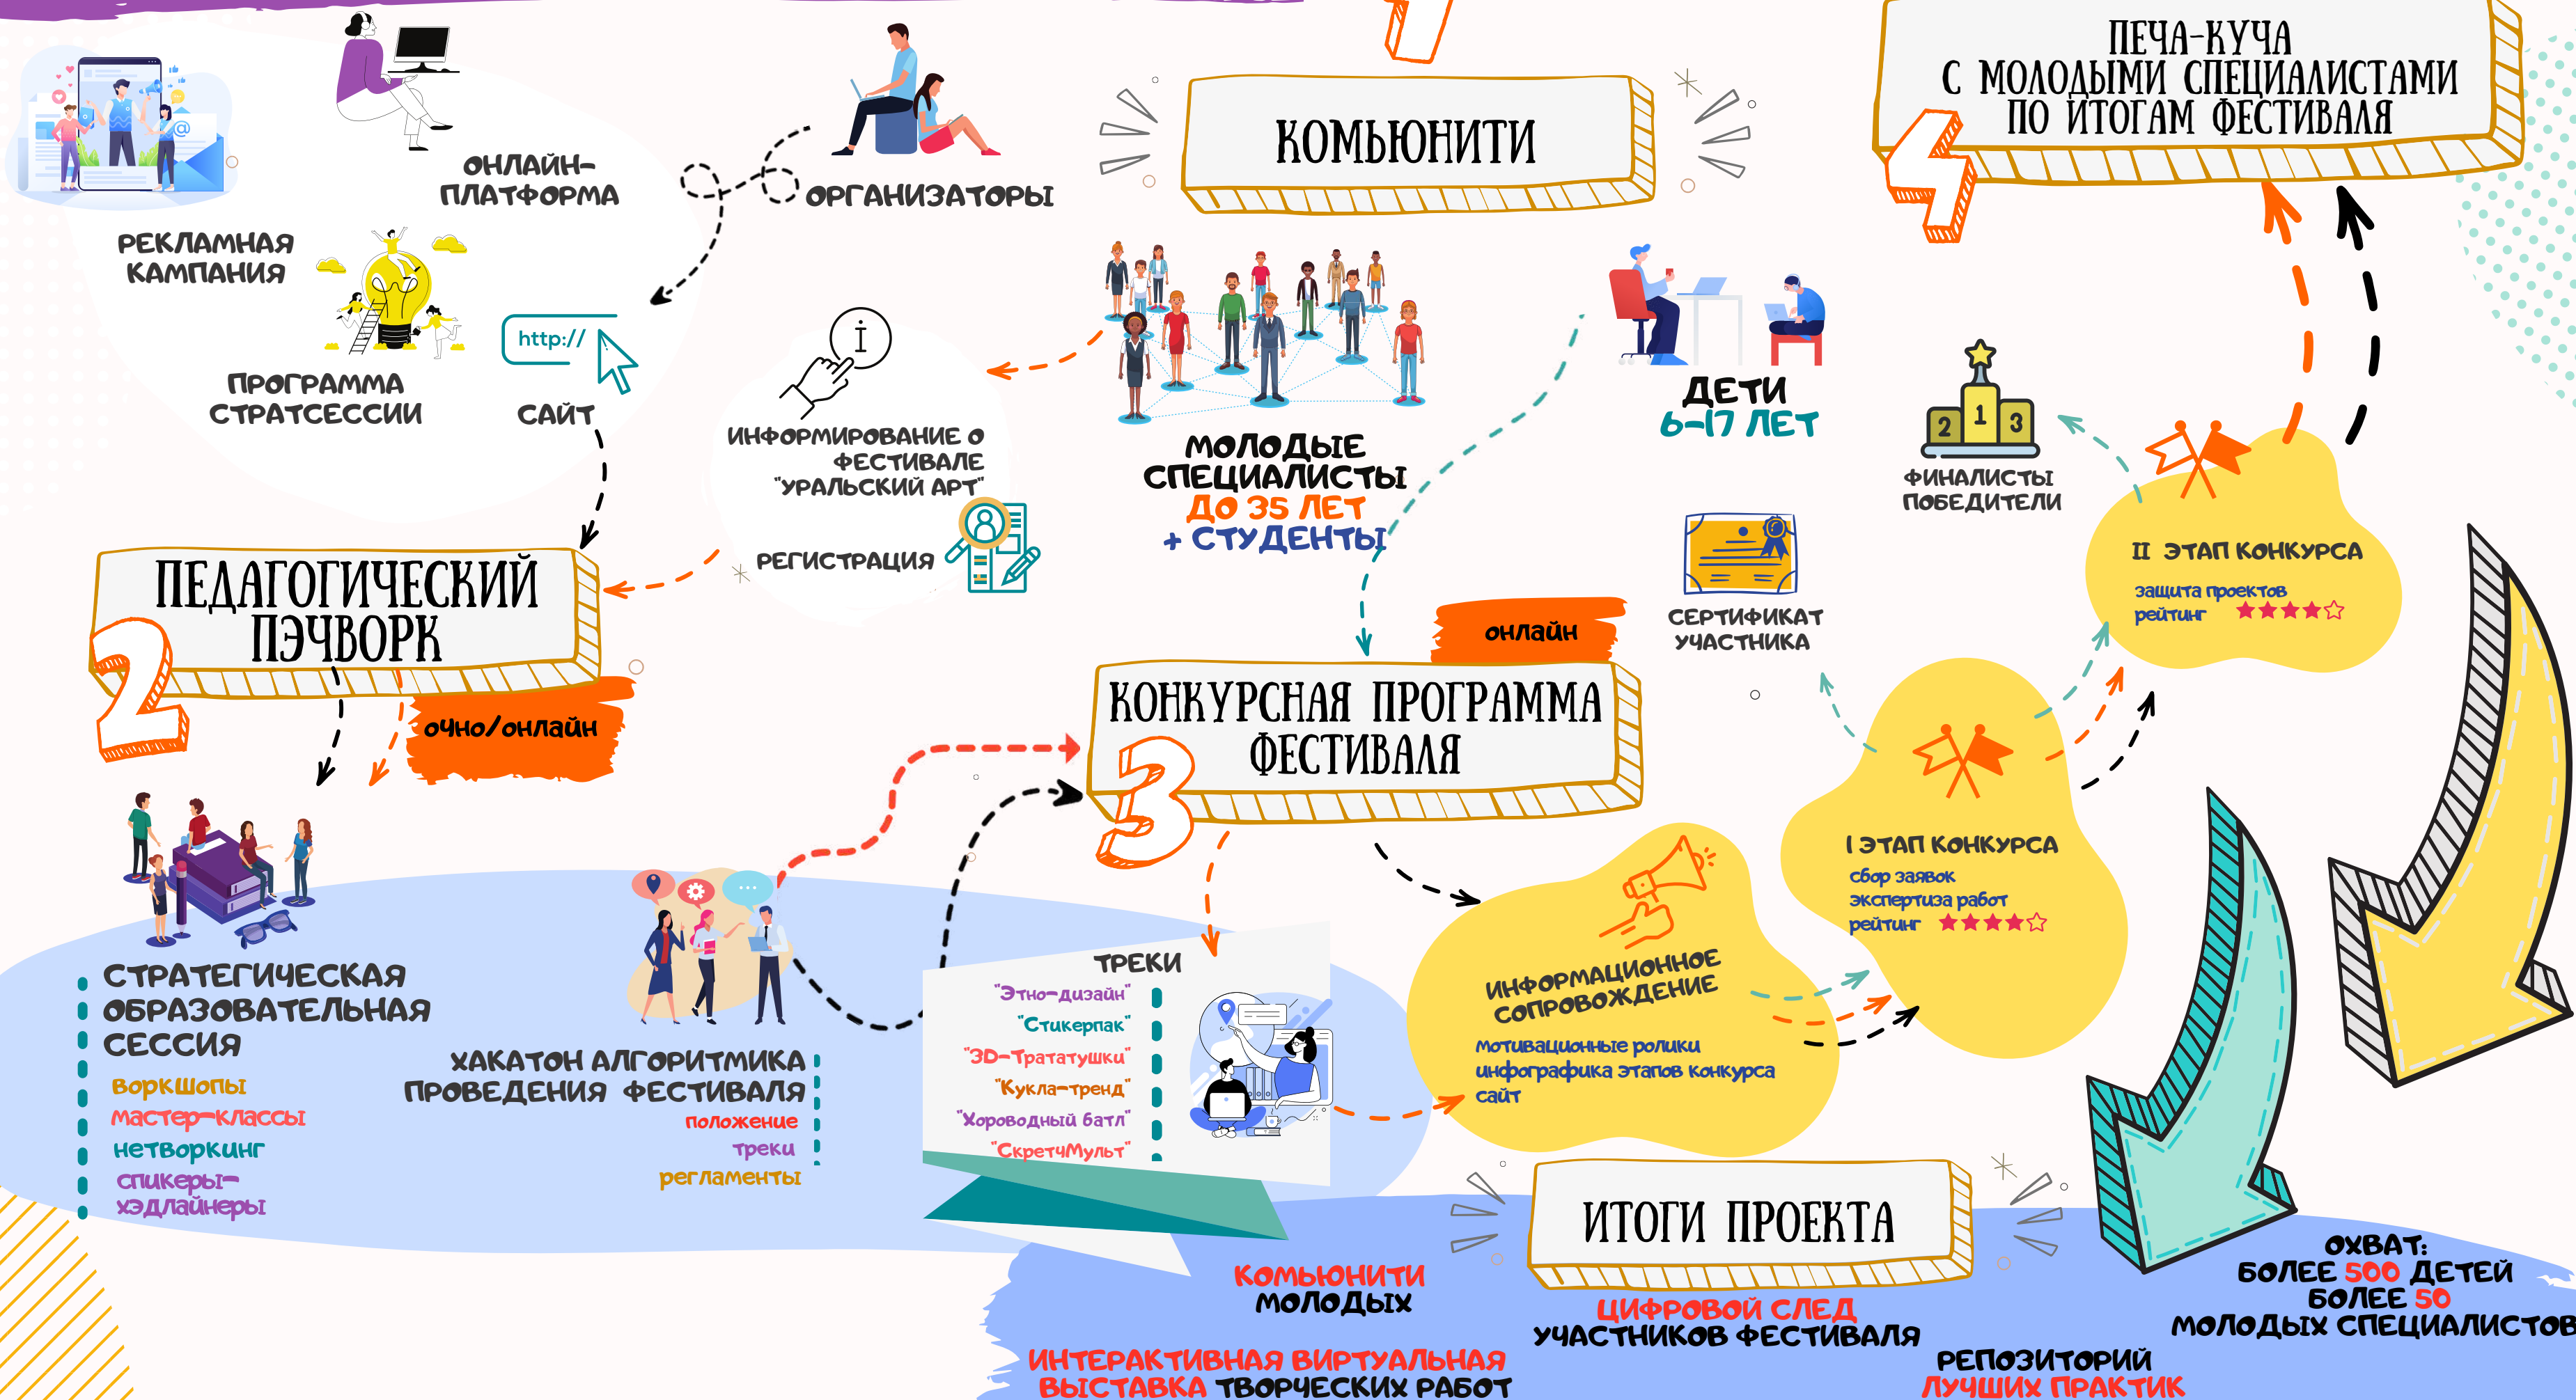 1
КОМЬЮНИТИ
ОРГАНИЗАТОРЫ
ОНЛАЙН-
ПЛАТФОРМА
@
РЕКЛАМНАЯ
КАМПАНИЯ
ПРОГРАММА
СТРАТСЕССИИ
http://
САЙТ
i
ИНФОРМИРОВАНИЕ О
ФЕСТИВАЛЕ
"УРАЛЬСКИЙ АРТ"
РЕГИСТРАЦИЯ
МОЛОДЫЕ
СПЕЦИАЛИСТЫ
ДО 35 ЛЕТ
+ СТУДЕНТЫ
ДЕТИ
6-17 ЛЕТ
2
ПЕДАГОГИЧЕСКИЙ
ПЭЧВОРК
очно/онлайн
СТРАТЕГИЧЕСКАЯ
ОБРАЗОВАТЕЛЬНАЯ
СЕССИЯ
воркшопы
мастер-классы
нетворкинг
спикеры-
хэдлайнеры
ХАКАТОН АЛГОРИТМИКА
ПРОВЕДЕНИЯ ФЕСТИВАЛЯ
положение
треки
регламенты
онлайн
3
КОНКУРСНАЯ ПРОГРАММА
ФЕСТИВАЛЯ
ТРЕКИ
"Этно-дизайн"
"Стикерпак"
"3D-Трататушки"
"Кукла-тренд"
"Хороводный батл"
"СкретчМульт"
ИНФОРМАЦИОННОЕ
СОПРОВОЖДЕНИЕ
мотивационные ролики
инфографика этапов конкурса
сайт
I ЭТАП КОНКУРСА
сбор заявок
экспертиза работ
рейтинг
СЕРТИФИКАТ
УЧАСТНИКА
II ЭТАП КОНКУРСА
защита проектов
рейтинг
2 1 3
ФИНАЛИСТЫ
ПОБЕДИТЕЛИ
4
ПЕЧА-КУЧА
С МОЛОДЫМИ СПЕЦИАЛИСТАМИ
ПО ИТОГАМ ФЕСТИВАЛЯ
ИТОГИ ПРОЕКТА
КОМЬЮНИТИ
МОЛОДЫХ
ИНТЕРАКТИВНАЯ ВИРТУАЛЬНАЯ
ВЫСТАВКА ТВОРЧЕСКИХ РАБОТ
ЦИФРОВОЙ СЛЕД
УЧАСТНИКОВ ФЕСТИВАЛЯ
РЕПОЗИТОРИЙ
ЛУЧШИХ ПРАКТИК
ОХВАТ:
БОЛЕЕ 500 ДЕТЕЙ
БОЛЕЕ 50
МОЛОДЫХ СПЕЦИАЛИСТОВ